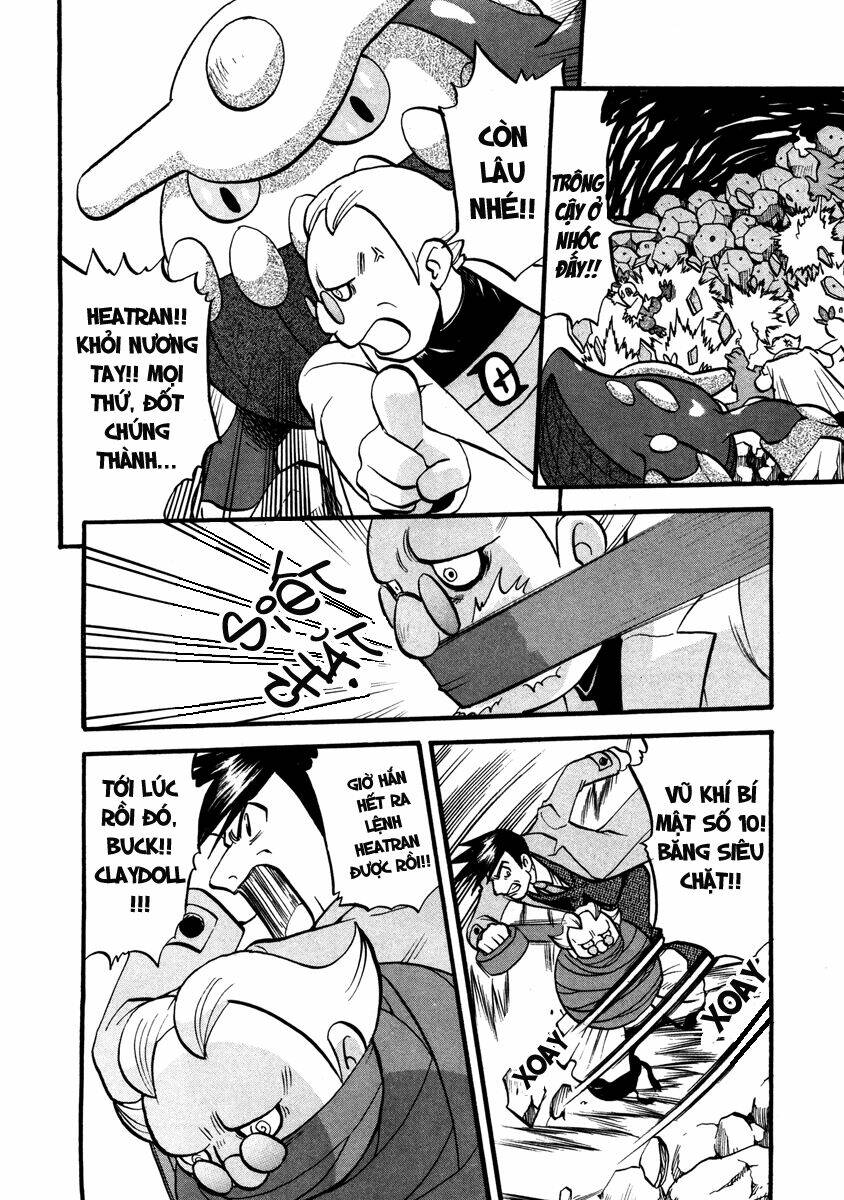 TRÔNG
CẬY Ở
NHÓC
ĐẤY!!
CÒN
LÂU
NHÉ!!
HEATRAN!!
KHỎI NƯƠNG
TAY!! MỌI
THỨ, ĐỐT
CHÚNG
THÀNH...
SIẾT
CHẶT
VŨ KHÍ BÍ
MẬT SỐ 10!
BĂNG SIÊU
CHẶT!!
XOAY
XOAY
GIỜ HẮN
HẾT RA
LỆNH
HEATRAN
ĐƯỢC RỒI!!
TỚI LÚC
RỒI ĐÓ,
BUCK!!
CLAYDOLL
!!!